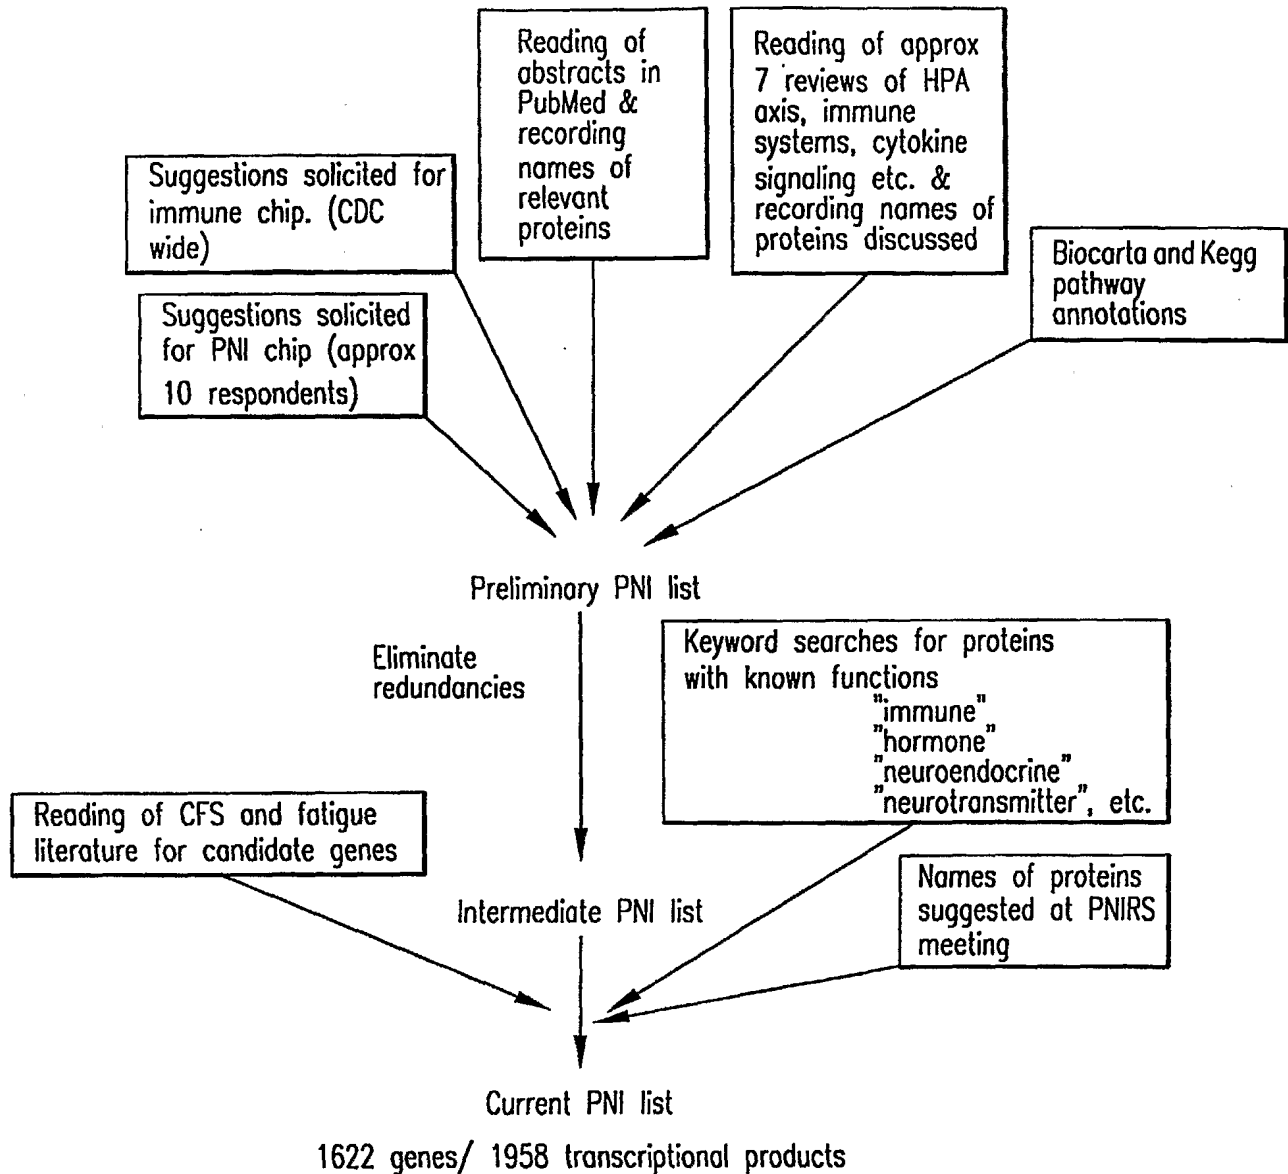 Reading of
abstracts in
PubMed &
recording
names of
relevant
proteins
Reading of approx
7 reviews of HPA
axis, immune
systems, cytokine
signaling etc. &
recording names of
proteins discussed
Suggestions solicited for
immune chip. (CDC
wide)
Biocarta and Kegg
pathway
annotations
Suggestions solicited
for PNI chip (approx
10 respondents)
Preliminary PNI list
Eliminate
redundancies
Keyword searches for proteins
with known functions
"immune"
"hormone"
"neuroendocrine"
"neurotransmitter", etc.
Reading of CFS and fatigue
literature for candidate genes
Names of proteins
suggested at PNIRS
meeting
Intermediate PNI list
Current PNI list
1622 genes/ 1958 transcriptional products